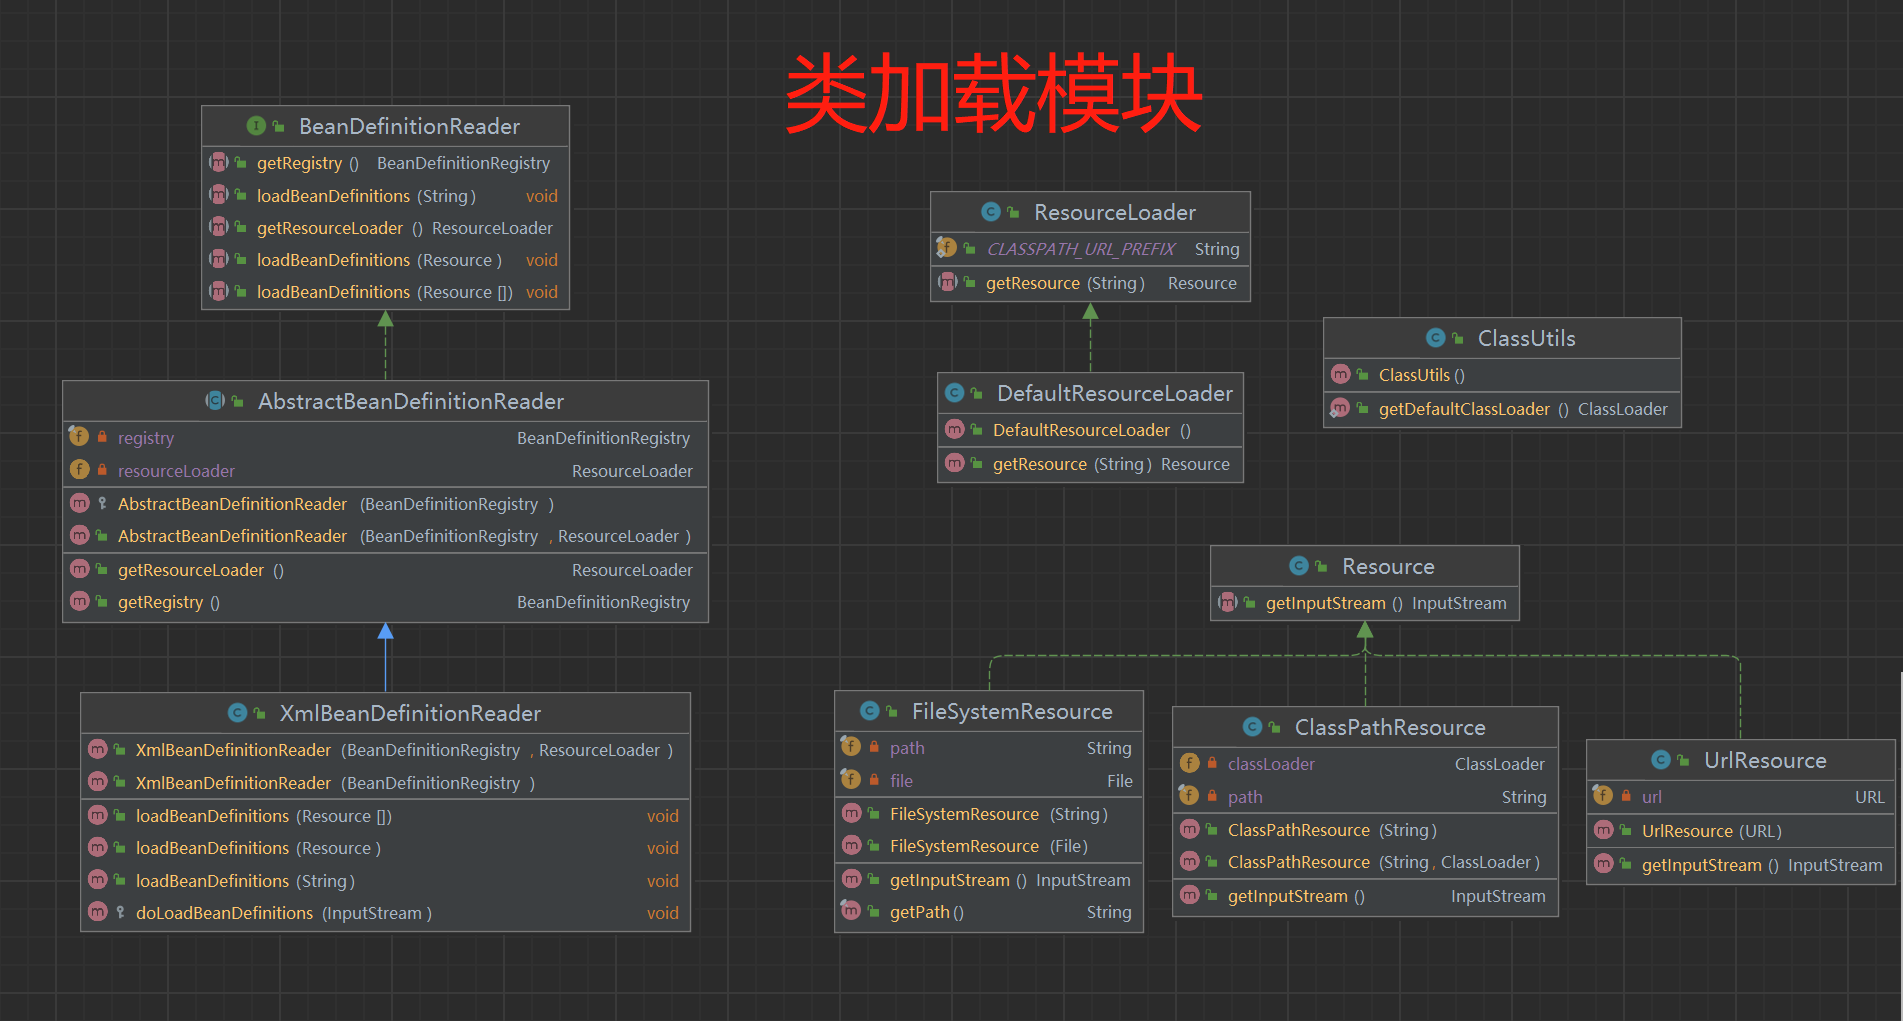 类加载模块
BeanDefinitionReader
getRegistry () BeanDefinitionRegistry
loadBeanDefinitions (String) void
getResourceLoader () ResourceLoader
loadBeanDefinitions (Resource ) void
loadBeanDefinitions (Resource []) void
AbstractBeanDefinitionReader
registry BeanDefinitionRegistry
resourceLoader ResourceLoader
AbstractBeanDefinitionReader (BeanDefinitionRegistry )
AbstractBeanDefinitionReader (BeanDefinitionRegistry , ResourceLoader )
getResourceLoader () ResourceLoader
getRegistry () BeanDefinitionRegistry
XmlBeanDefinitionReader
XmlBeanDefinitionReader (BeanDefinitionRegistry , ResourceLoader )
XmlBeanDefinitionReader (BeanDefinitionRegistry )
loadBeanDefinitions (Resource []) void
loadBeanDefinitions (Resource ) void
loadBeanDefinitions (String) void
doLoadBeanDefinitions (InputStream ) void
ResourceLoader
CLASSPATH_URL_PREFIX String
getResource (String) Resource
DefaultResourceLoader
DefaultResourceLoader ()
getResource (String) Resource
ClassUtils
ClassUtils ()
getDefaultClassLoader () ClassLoader
Resource
getInputStream () InputStream
FileSystemResource
path String
file File
FileSystemResource (String)
FileSystemResource (File)
getInputStream () InputStream
getPath () String
ClassPathResource
classLoader ClassLoader
path String
ClassPathResource (String)
ClassPathResource (String, ClassLoader )
getInputStream () InputStream
UrlResource
url URL
UrlResource (URL)
getInputStream () InputStream